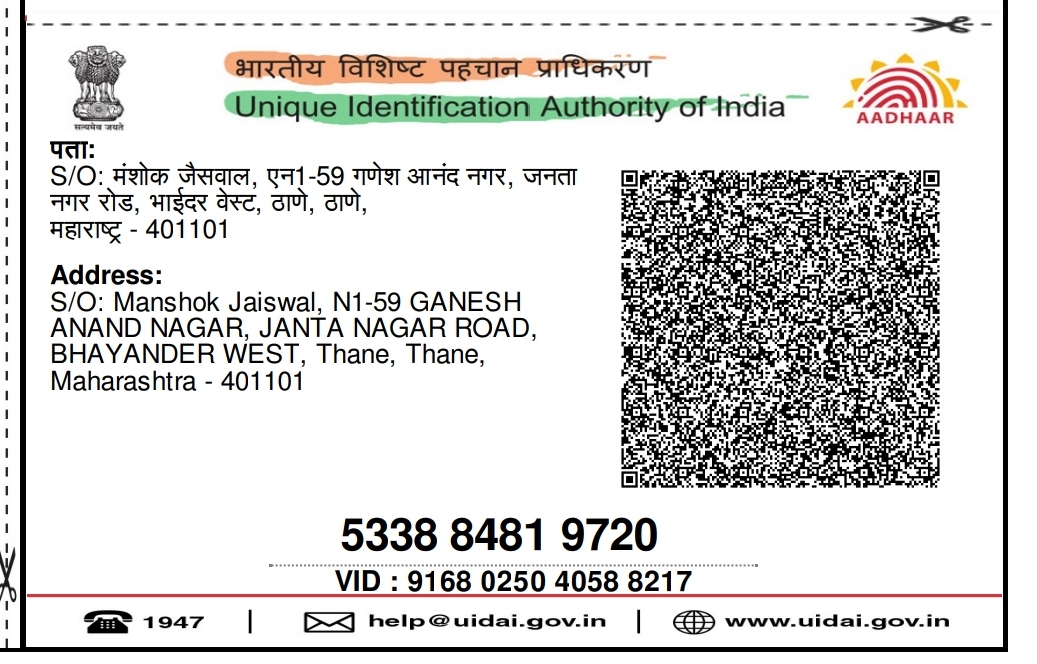 भारतीय विशिष्ट पहचान प्राधिकरण
Unique Identification Authority of India
सत्यमेव जयते
AADHAAR
पता:
S/O: मंशोक जैसवाल, एन1-59 गणेश आनंद नगर, जनता
नगर रोड, भाईदर वेस्ट, ठाणे, ठाणे,
महाराष्ट्र - 401101
Address:
S/O: Manshok Jaiswal, N1-59 GANESH
ANAND NAGAR, JANTA NAGAR ROAD,
BHAYANDER WEST, Thane, Thane,
Maharashtra - 401101
5338 8481 9720
VID : 9168 0250 4058 8217
1947 | help@uidai.gov.in | www.uidai.gov.in